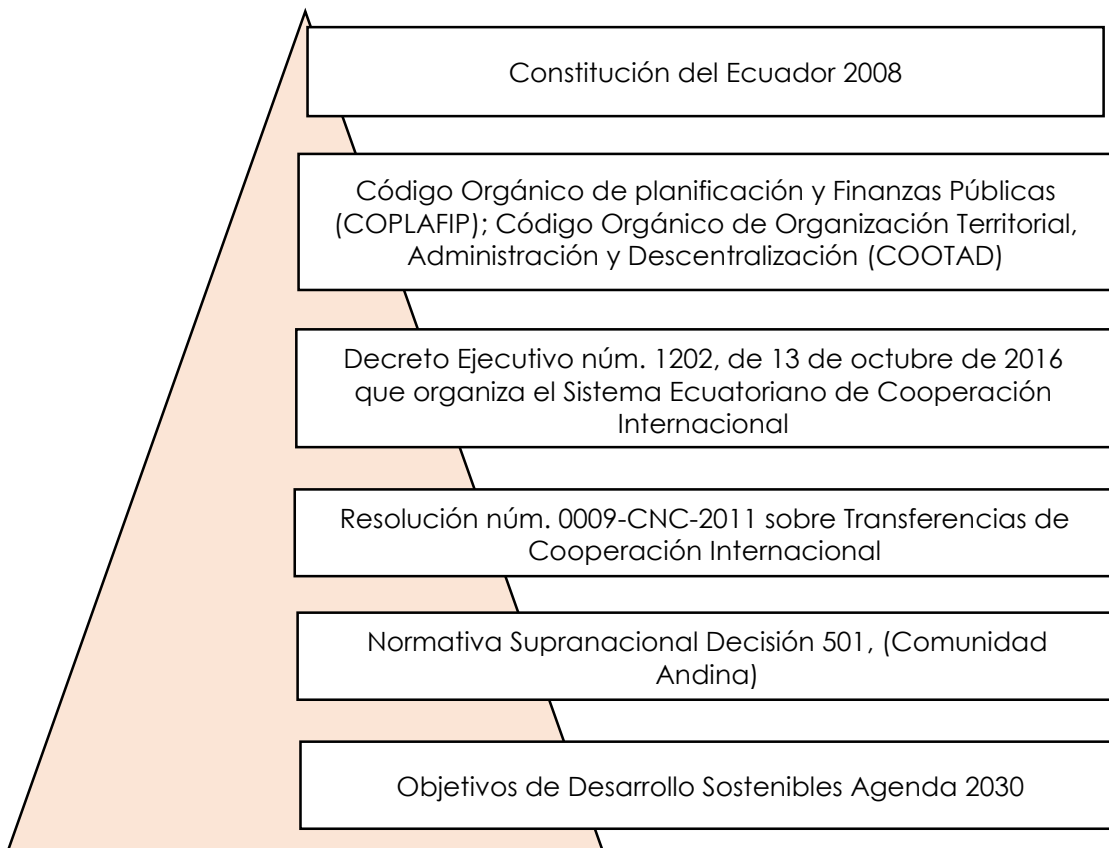 Constitución del Ecuador 2008
Código Orgánico de planificación y Finanzas Públicas
(COPLAFIP); Código Orgánico de Organización Territorial,
Administración y Descentralización (COOTAD)
Decreto Ejecutivo núm. 1202, de 13 de octubre de 2016
que organiza el Sistema Ecuatoriano de Cooperación
Internacional
Resolución núm. 0009-CNC-2011 sobre Transferencias de
Cooperación Internacional
Normativa Supranacional Decisión 501, (Comunidad
Andina)
Objetivos de Desarrollo Sostenibles Agenda 2030